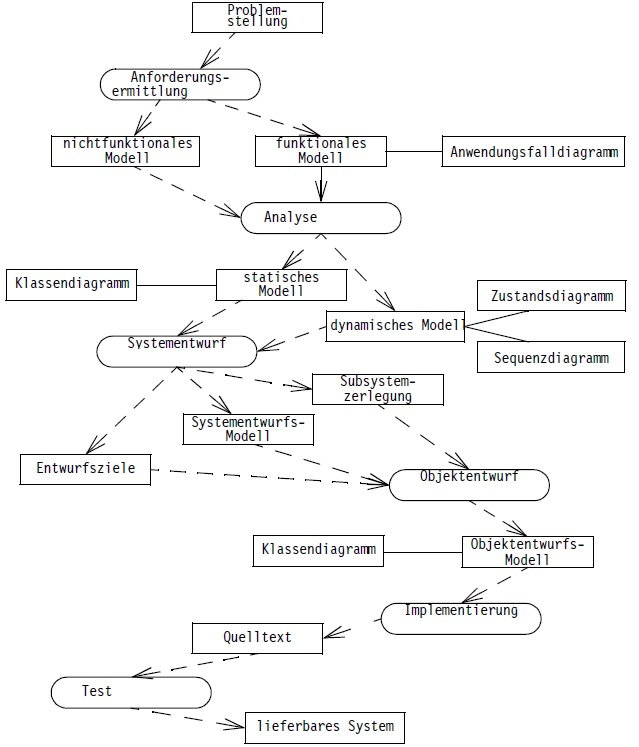 Problem-
stellung
Anforderungs-
ermittlung
nichtfunktionales
Modell
funktionales
Modell
Anwendungsfalldiagramm
Analyse
Klassendiagramm
statisches
Modell
Zustandsdiagramm
dynamisches Modell
Systementwurf
Sequenzdiagramm
Subsystem-
zerlegung
Systementwurfs-
Modell
Entwurfsziele
Objektentwurf
Klassendiagramm
Objektentwurfs-
Modell
Implementierung
Quelltext
Test
lieferbares System